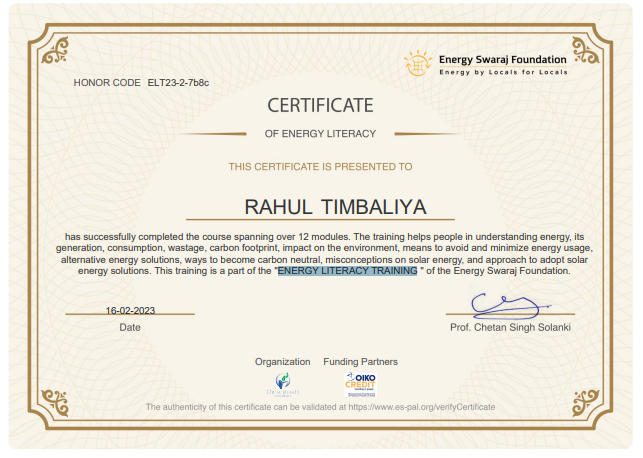 Energy Swaraj Foundation
Energy by Locals for Locals
HONOR CODE ELT23-2-7b8c
CERTIFICATE
OF ENERGY LITERACY
THIS CERTIFICATE IS PRESENTED TO
RAHUL TIMBALIYA
has successfully completed the course spanning over 12 modules. The training helps people in understanding energy, its
generation, consumption, wastage, carbon footprint, impact on the environment, means to avoid and minimize energy usage,
alternative energy solutions, ways to become carbon neutral, misconceptions on solar energy, and approach to adopt solar
energy solutions. This training is a part of the "ENERGY LITERACY TRAINING " of the Energy Swaraj Foundation.
16-02-2023
Date
Prof. Chetan Singh Solanki
Organization Funding Partners
OIKO
CREDIT
The authenticity of this certificate can be validated at https://www.es-pal.org/verifyCertificate